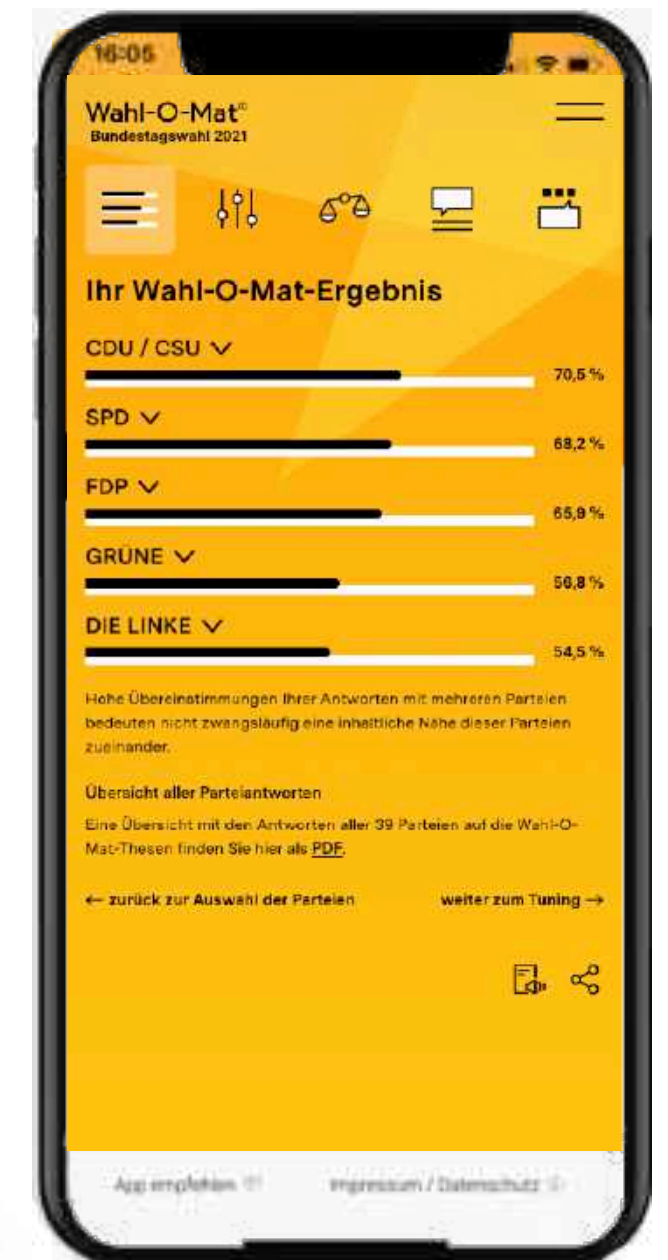 16:05
Wahl-O-Mat®
Bundestagswahl 2021
Ihr Wahl-O-Mat-Ergebnis
CDU / CSU
70,5 %
SPD
68,2 %
FDP
65,9 %
GRÜNE
56,8 %
DIE LINKE
54,5 %
Hohe Übereinstimmungen Ihrer Antworten mit mehreren Parteien
bedeuten nicht zwangsläufig eine inhaltliche Nähe dieser Parteien
zueinander.
Übersicht aller Parteiantworten
Eine Übersicht mit den Antworten aller 39 Parteien auf die Wahl-O-
Mat-Thesen finden Sie hier als PDF.
← zurück zur Auswahl der Parteien weiter zum Tuning →
App empfehlen Impressum / Datenschutz